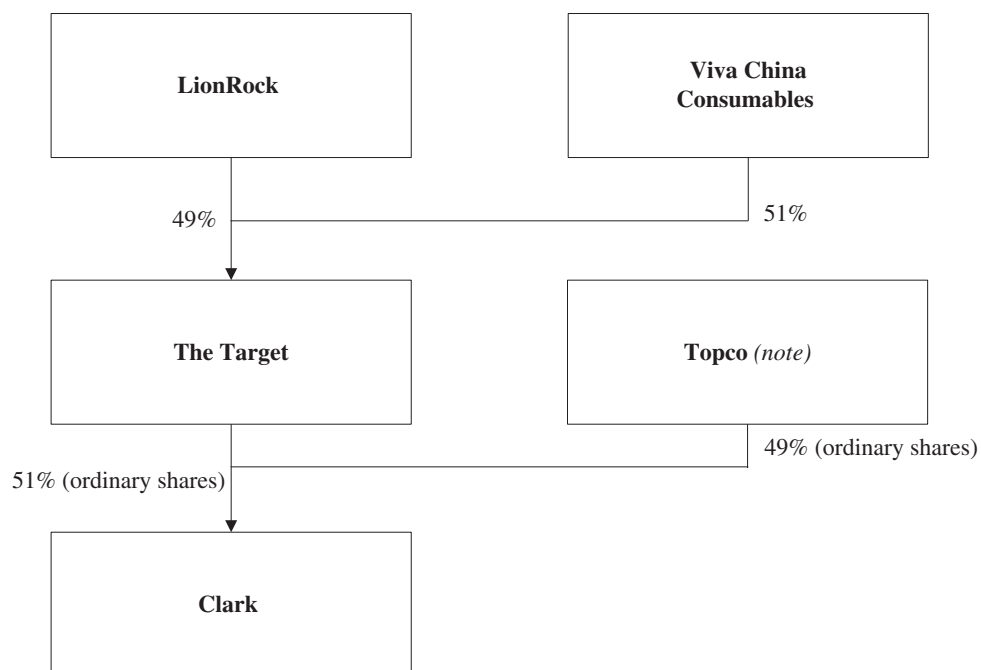 LionRock
Viva China
Consumables
49%
51%
The Target
Topco (note)
49% (ordinary shares)
51% (ordinary shares)
Clark